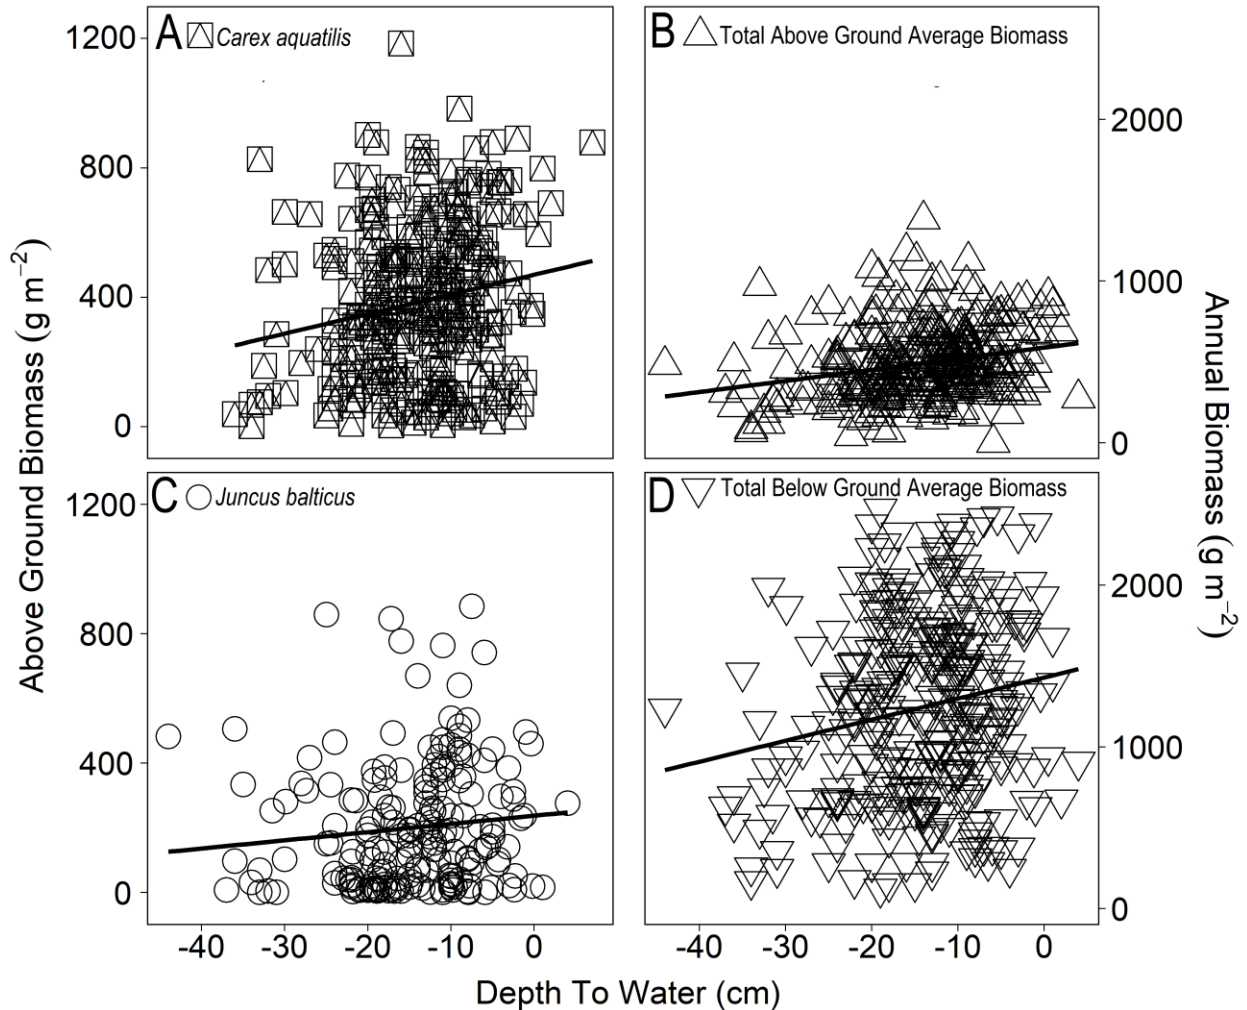 A Carex aquatilis
B Total Above Ground Average Biomass
1200
800
400
0
2000
1000
0
C Juncus balticus
D Total Below Ground Average Biomass
1200
800
400
0
2000
1000
0
-40 -30 -20 -10 0
-40 -30 -20 -10 0
Depth To Water (cm)
Above Ground Biomass (g m⁻²)
Annual Biomass (g m⁻²)